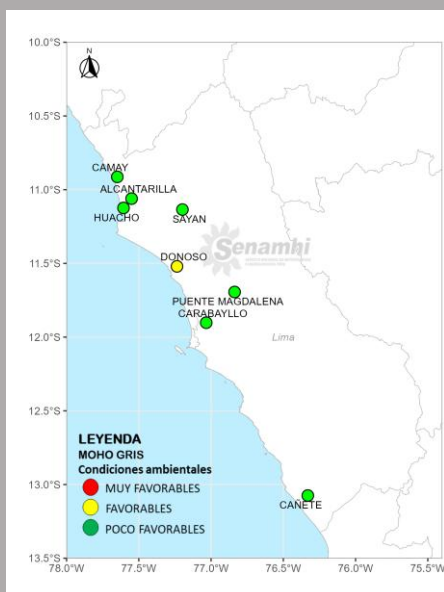 N
10.0°S
10.5°S
11.0°S
11.5°S
12.0°S
12.5°S
13.0°S
13.5°S
CAMAY
ALCANTARILLA
HUACHO
SAYAN
Senamhi
DONOSO
PUENTE MAGDALENA
CARABAYLLO
Lima
LEYENDA
MOHO GRIS
Condiciones ambientales
MUY FAVORABLES
FAVORABLES
POCO FAVORABLES
CAÑETE
78.0°W 77.5°W 77.0°W 76.5°W 76.0°W 75.5°W